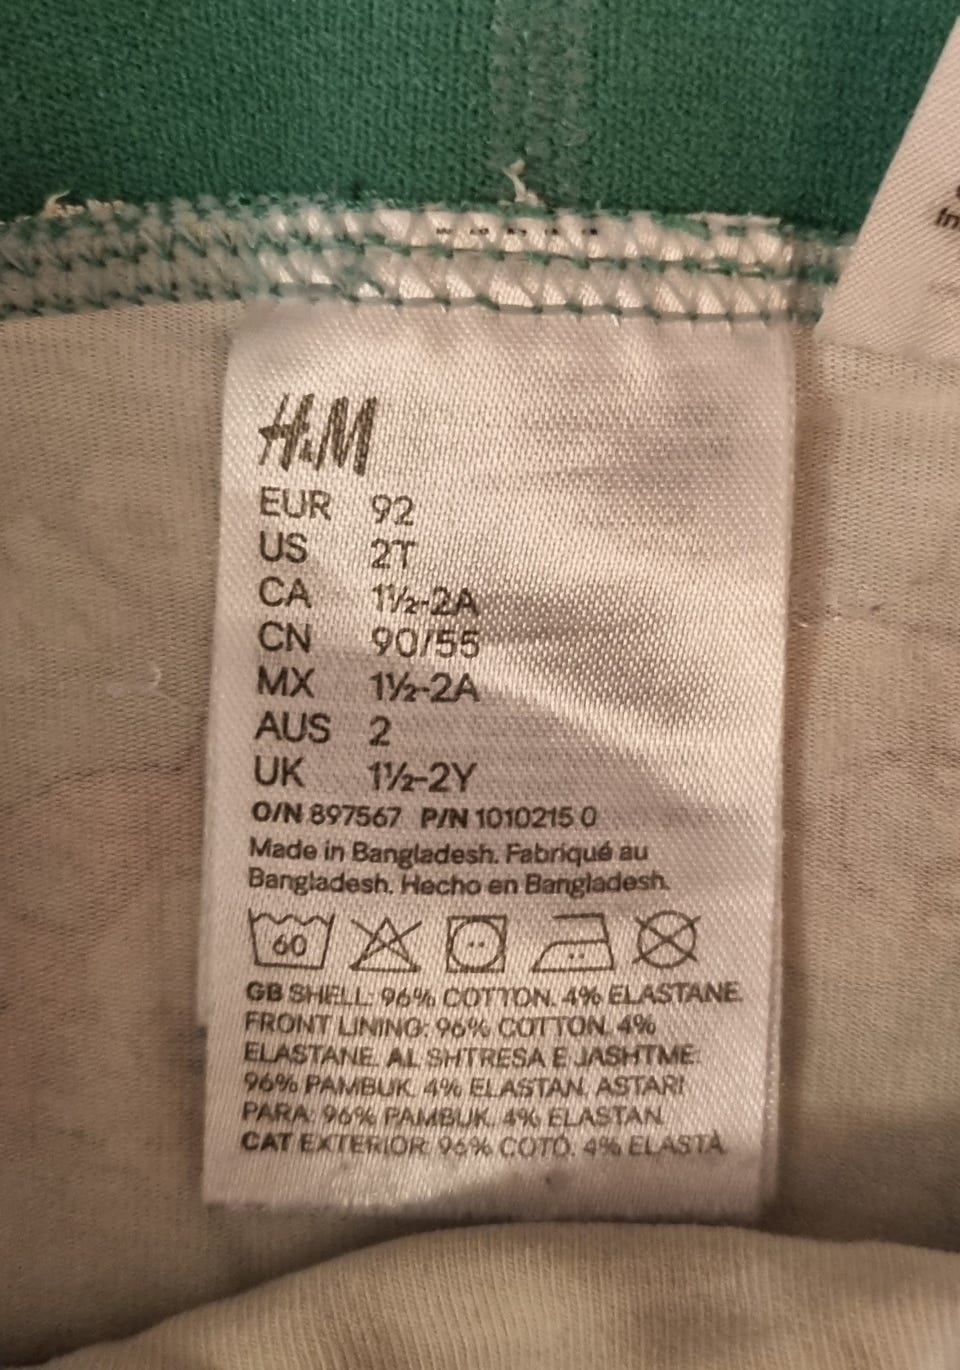 H&M
EUR 92
US 2T
CA 1½-2A
CN 90/55
MX 1½-2A
AUS 2
UK 1½-2Y
O/N 897567 P/N 1010215 0
Made in Bangladesh. Fabriqué au
Bangladesh. Hecho en Bangladesh.
60
GB SHELL: 96% COTTON. 4% ELASTANE.
FRONT LINING: 96% COTTON. 4%
ELASTANE. AL SHTRESA E JASHTME:
96% PAMBUK. 4% ELASTAN. ASTARI
PARA: 96% PAMBUK. 4% ELASTAN.
CAT EXTERIOR: 96% COTÓ. 4% ELASTÀ.